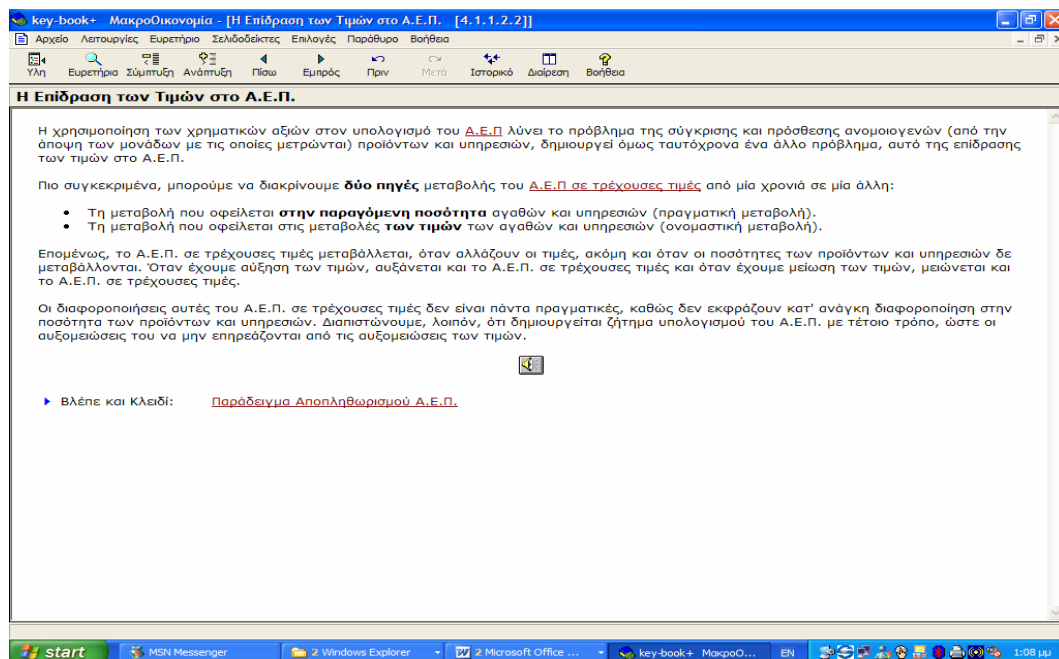 key-book+ ΜακροΟικονομία - [Η Επίδραση των Τιμών στο Α.Ε.Π. [4.1.1.2.2]]
Αρχείο Λειτουργίες Ευρετήριο Σελιδοδείκτες Επιλογές Παράθυρο Βοήθεια
Ύλη Ευρετήρια Σύμπτυξη Ανάπτυξη Πίσω Εμπρός Πριν Μετά Ιστορικό Διαίρεση Βοήθεια
Η Επίδραση των Τιμών στο Α.Ε.Π.
Η χρησιμοποίηση των χρηματικών αξιών στον υπολογισμό του Α.Ε.Π λύνει το πρόβλημα της σύγκρισης και πρόσθεσης ανομοιογενών (από την
άποψη των μονάδων με τις οποίες μετρώνται) προϊόντων και υπηρεσιών, δημιουργεί όμως ταυτόχρονα ένα άλλο πρόβλημα, αυτό της επίδρασης
των τιμών στο Α.Ε.Π.
Πιο συγκεκριμένα, μπορούμε να διακρίνουμε δύο πηγές μεταβολής του Α.Ε.Π σε τρέχουσες τιμές από μία χρονιά σε μία άλλη:
• Τη μεταβολή που οφείλεται στην παραγόμενη ποσότητα αγαθών και υπηρεσιών (πραγματική μεταβολή).
• Τη μεταβολή που οφείλεται στις μεταβολές των τιμών των αγαθών και υπηρεσιών (ονομαστική μεταβολή).
Επομένως, το Α.Ε.Π. σε τρέχουσες τιμές μεταβάλλεται, όταν αλλάζουν οι τιμές, ακόμη και όταν οι ποσότητες των προϊόντων και υπηρεσιών δε
μεταβάλλονται. Όταν έχουμε αύξηση των τιμών, αυξάνεται και το Α.Ε.Π. σε τρέχουσες τιμές και όταν έχουμε μείωση των τιμών, μειώνεται και
το Α.Ε.Π. σε τρέχουσες τιμές.
Οι διαφοροποιήσεις αυτές του Α.Ε.Π. σε τρέχουσες τιμές δεν είναι πάντα πραγματικές, καθώς δεν εκφράζουν κατ' ανάγκη διαφοροποίηση στην
ποσότητα των προϊόντων και υπηρεσιών. Διαπιστώνουμε, λοιπόν, ότι δημιουργείται ζήτημα υπολογισμού του Α.Ε.Π. με τέτοιο τρόπο, ώστε οι
αυξομειώσεις του να μην επηρεάζονται από τις αυξομειώσεις των τιμών.
Βλέπε και Κλειδί: Παράδειγμα Αποπληθωρισμού Α.Ε.Π.
start MSN Messenger 2 Windows Explorer 2 Microsoft Office ... key-book+ ΜακροΟ... EN 1:08 μμ